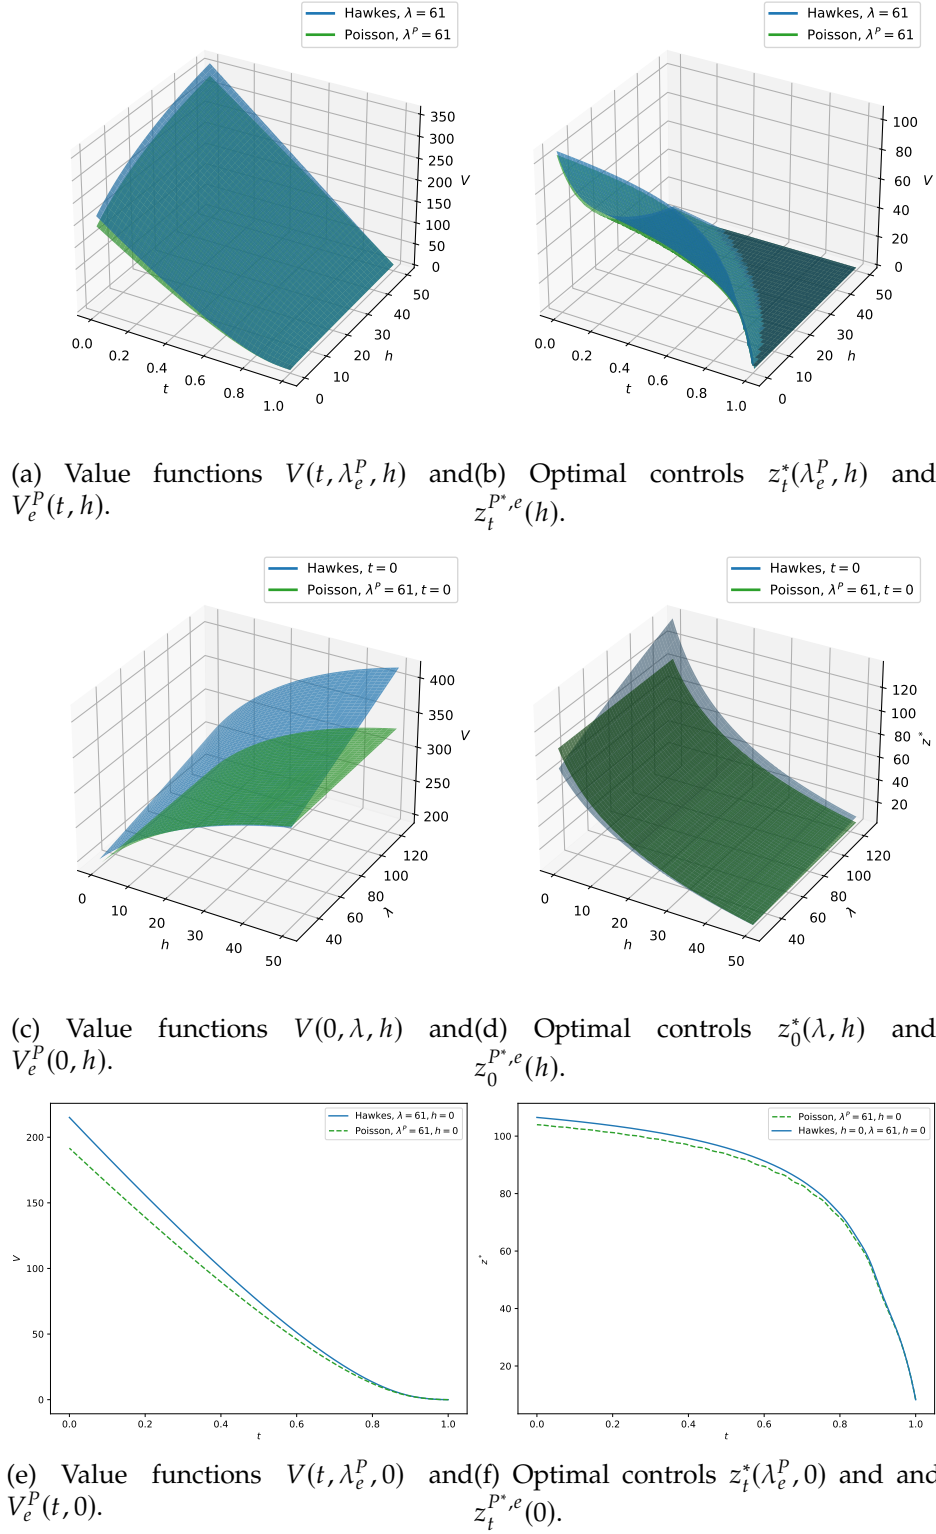 Hawkes, λ = 61
Poisson, λ^P = 61
350
300
250
200
150
100
50
0
V
0.0
0.2
0.4
0.6
0.8
1.0
t
0
10
20
30
40
50
h
Hawkes, λ = 61
Poisson, λ^P = 61
100
80
60
40
20
0
V
0.0
0.2
0.4
0.6
0.8
1.0
t
0
10
20
30
40
50
h
(a) Value functions V(t, λ_e^P, h) and
V_e^P(t, h).
(b) Optimal controls z_t^*(λ_e^P, h) and
z_t^{P*,e}(h).
Hawkes, t = 0
Poisson, λ^P = 61, t = 0
400
350
300
250
200
V
0
10
20
30
40
50
h
40
60
80
100
120
λ
Hawkes, t = 0
Poisson, λ^P = 61, t = 0
120
100
80
60
40
20
z*
0
10
20
30
40
50
h
40
60
80
100
120
λ
(c) Value functions V(0, λ, h) and
V_e^P(0, h).
(d) Optimal controls z_0^*(λ, h) and
z_0^{P*,e}(h).
Hawkes, λ = 61, h = 0
Poisson, λ^P = 61, h = 0
200
150
100
50
0
V
0.0 0.2 0.4 0.6 0.8 1.0
t
Poisson, λ^P = 61, h = 0
Hawkes, h = 0, λ = 61, h = 0
100
80
60
40
20
z*
0.0 0.2 0.4 0.6 0.8 1.0
t
(e) Value functions V(t, λ_e^P, 0) and
V_e^P(t, 0).
(f) Optimal controls z_t^*(λ_e^P, 0) and and
z_t^{P*,e}(0).